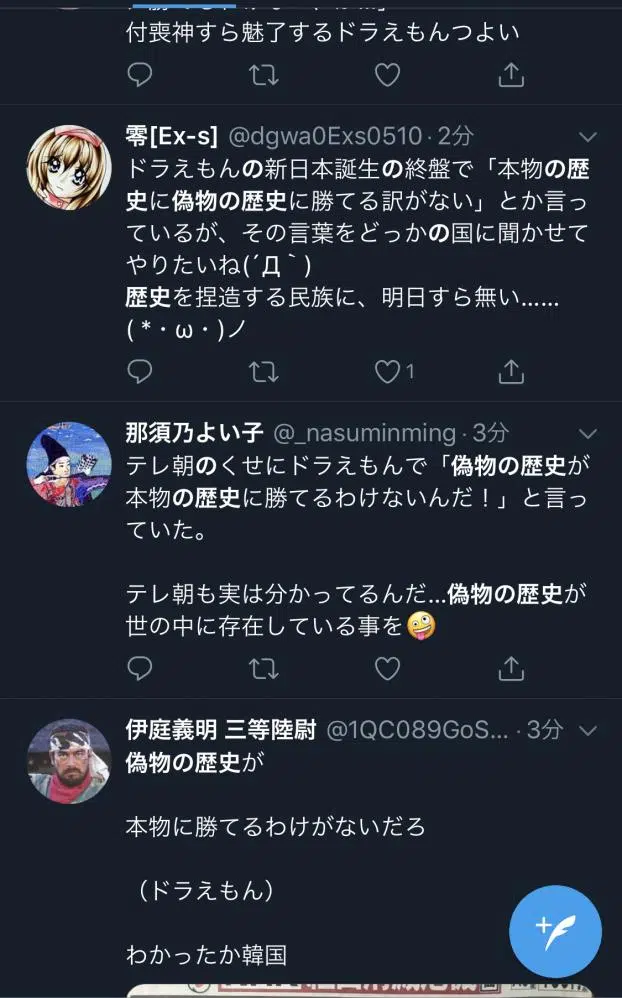 付喪神すら魅了するドラえもんつよい
零[Ex-s] @dgwa0Exs0510・2分
ドラえもんの新日本誕生の終盤で「本物の歴
史に偽物の歴史に勝てる訳がない」とか言っ
ているが、その言葉をどっかの国に聞かせて
やりたいね(´Д｀)
歴史を捏造する民族に、明日すら無い……
( *・ω・)ノ
1
那須乃よい子 @_nasuminming・3分
テレ朝のくせにドラえもんで「偽物の歴史が
本物の歴史に勝てるわけないんだ！」と言っ
ていた。
テレ朝も実は分かってるんだ…偽物の歴史が
世の中に存在している事を🤪
伊庭義明 三等陸尉 @1QC089GoS...・3分
偽物の歴史が
本物に勝てるわけがないだろ
（ドラえもん）
わかったか韓国